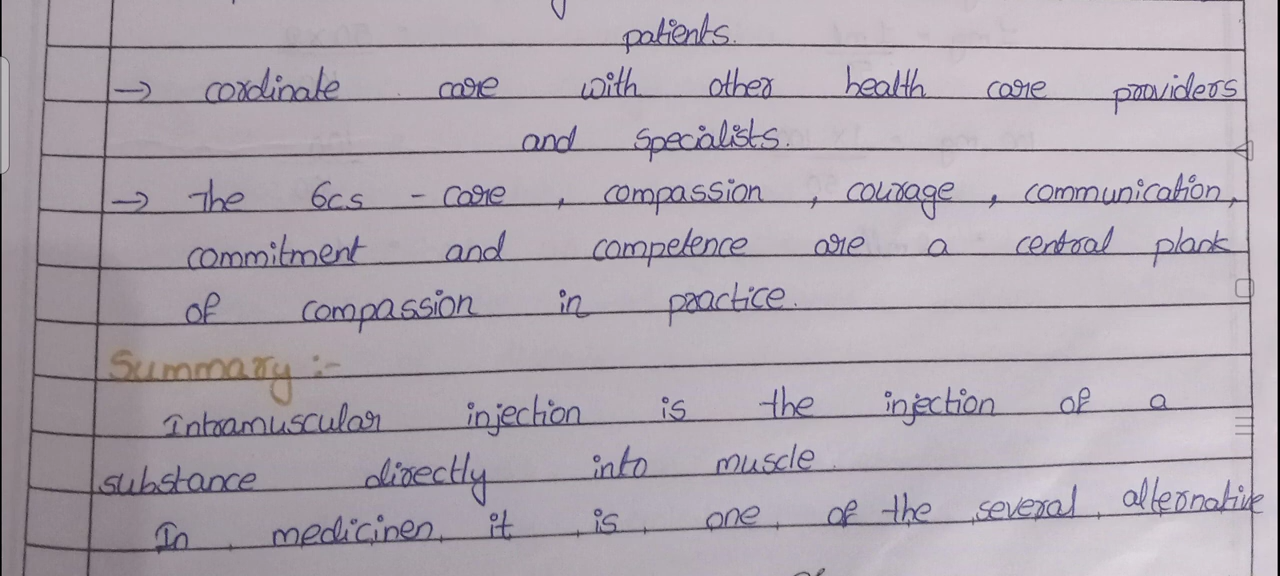 patients.
→ cordinate care with other health care providers
and specialists.
→ the 6cs - care, compassion, courage, communication,
commitment and competence are a central plank
of compassion in practice.
Summary :-
Intramuscular injection is the injection of a
substance directly into muscle.
In medicinen, it is one of the several alternative